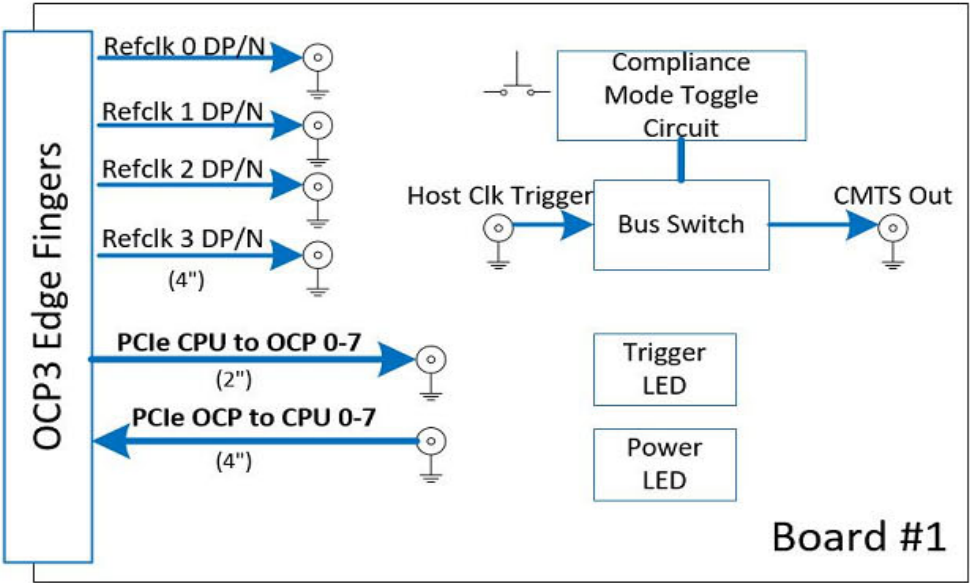 OCP3 Edge Fingers
Refclk 0 DP/N
Refclk 1 DP/N
Refclk 2 DP/N
Refclk 3 DP/N
(4")
PCIe CPU to OCP 0-7
(2")
PCIe OCP to CPU 0-7
(4")
Compliance
Mode Toggle
Circuit
Host Clk Trigger
Bus Switch
CMTS Out
Trigger
LED
Power
LED
Board #1